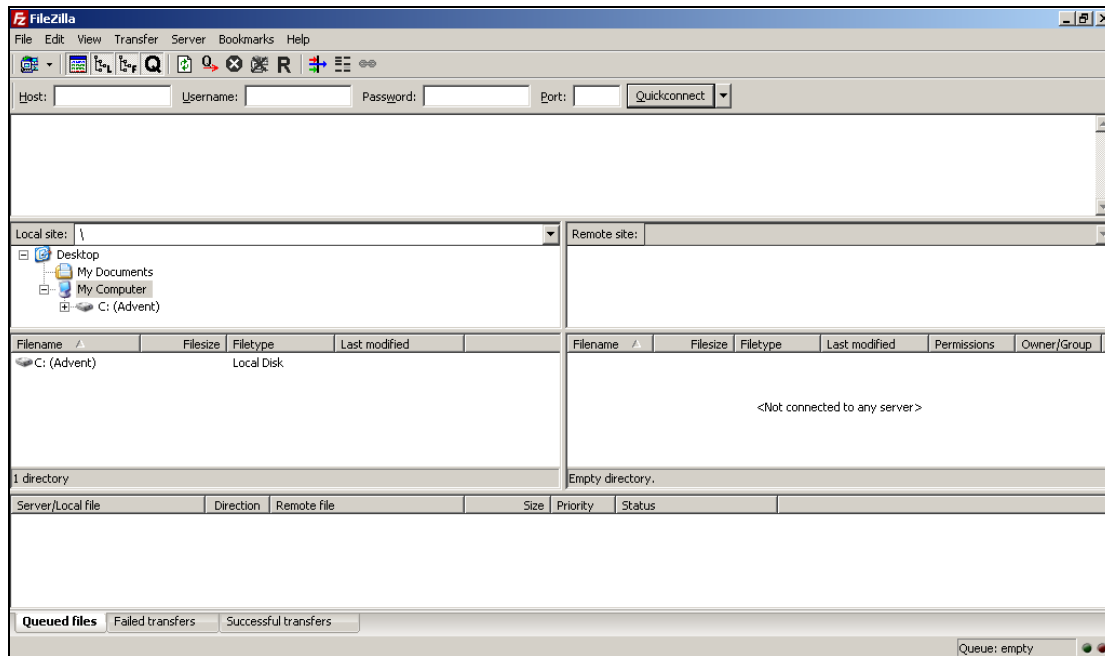 FileZilla
File Edit View Transfer Server Bookmarks Help
Q R
Host: Username: Password: Port: Quickconnect
Local site: \
Remote site:
Desktop
My Documents
My Computer
C: (Advent)
Filename Filesize Filetype Last modified
C: (Advent) Local Disk
1 directory
Filename Filesize Filetype Last modified Permissions Owner/Group
<Not connected to any server>
Empty directory.
Server/Local file Direction Remote file Size Priority Status
Queued files Failed transfers Successful transfers
Queue: empty